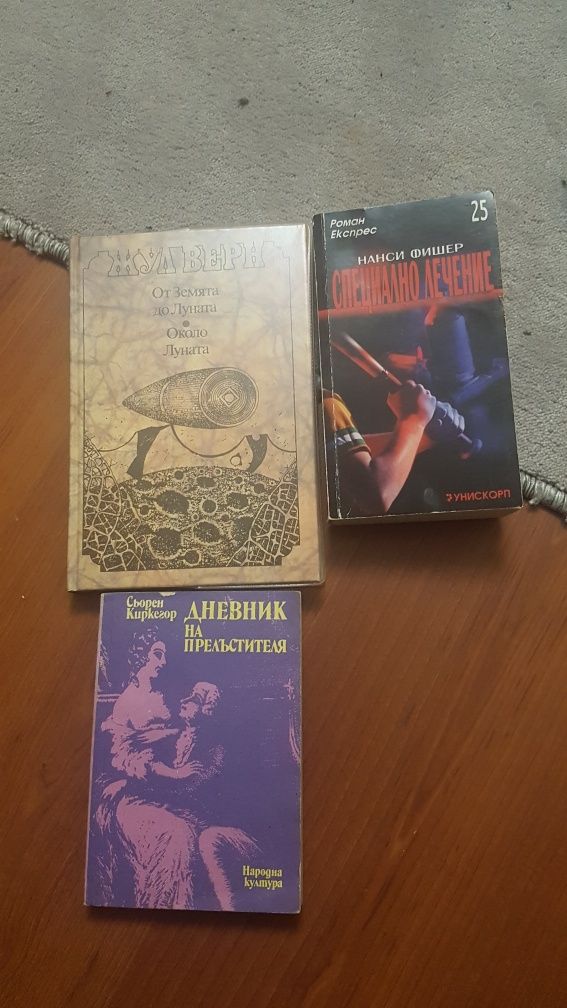 ЖУЛ ВЕРН
От Земята
до Луната
Около
Луната
Роман
Експрес
25
НАНСИ ФИШЕР
СПЕЦИАЛНО ЛЕЧЕНИЕ
УНИСКОРП
Сьорен
Киркегор
ДНЕВНИК
НА
ПРЕЛЪСТИТЕЛЯ
Народна
култура